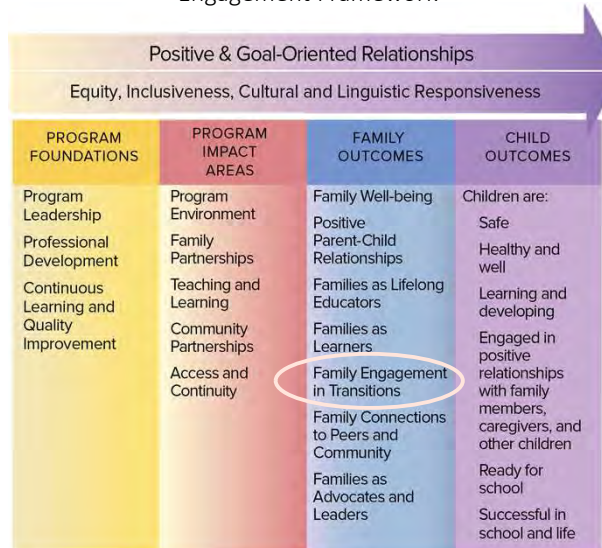 Engagement Framework
Positive & Goal-Oriented Relationships
Equity, Inclusiveness, Cultural and Linguistic Responsiveness
PROGRAM
FOUNDATIONS
Program
Leadership
Professional
Development
Continuous
Learning and
Quality
Improvement
PROGRAM
IMPACT
AREAS
Program
Environment
Family
Partnerships
Teaching and
Learning
Community
Partnerships
Access and
Continuity
FAMILY
OUTCOMES
Family Well-being
Positive
Parent-Child
Relationships
Families as Lifelong
Educators
Families as
Learners
Family Engagement
in Transitions
Family Connections
to Peers and
Community
Families as
Advocates and
Leaders
CHILD
OUTCOMES
Children are:
Safe
Healthy and
well
Learning and
developing
Engaged in
positive
relationships
with family
members,
caregivers, and
other children
Ready for
school
Successful in
school and life